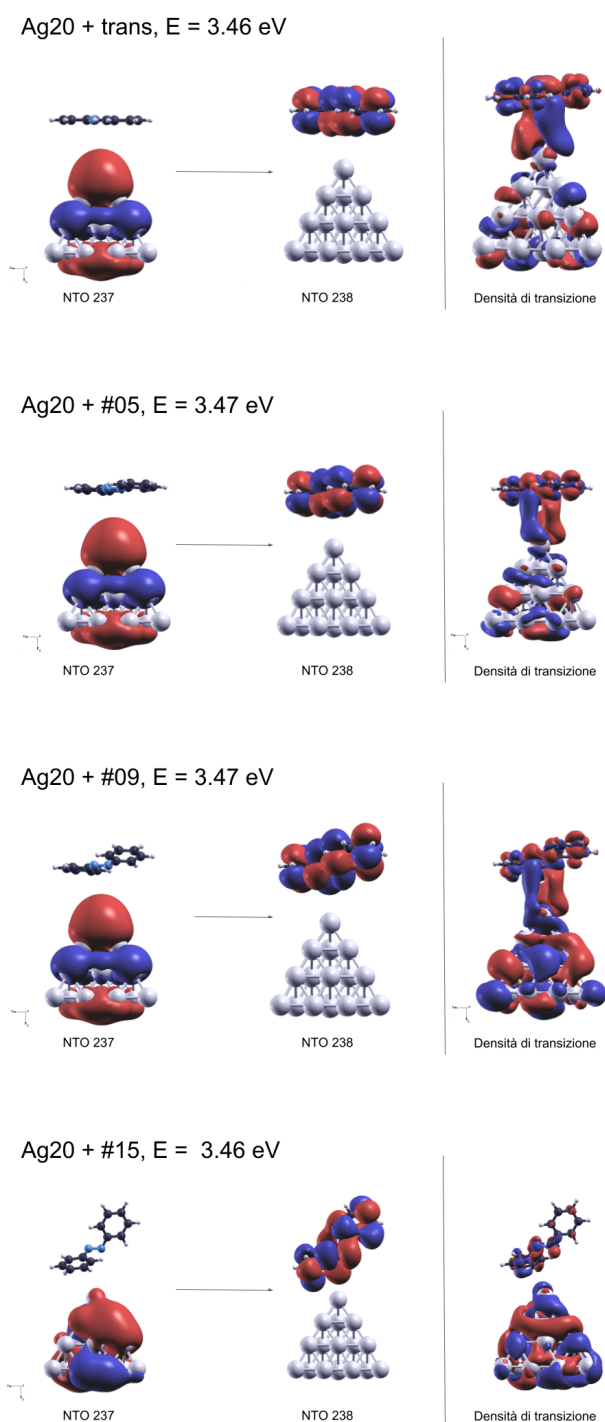 Ag20 + trans, E = 3.46 eV
NTO 237
NTO 238
Densità di transizione
Ag20 + #05, E = 3.47 eV
NTO 237
NTO 238
Densità di transizione
Ag20 + #09, E = 3.47 eV
NTO 237
NTO 238
Densità di transizione
Ag20 + #15, E =  3.46 eV
NTO 237
NTO 238
Densità di transizione